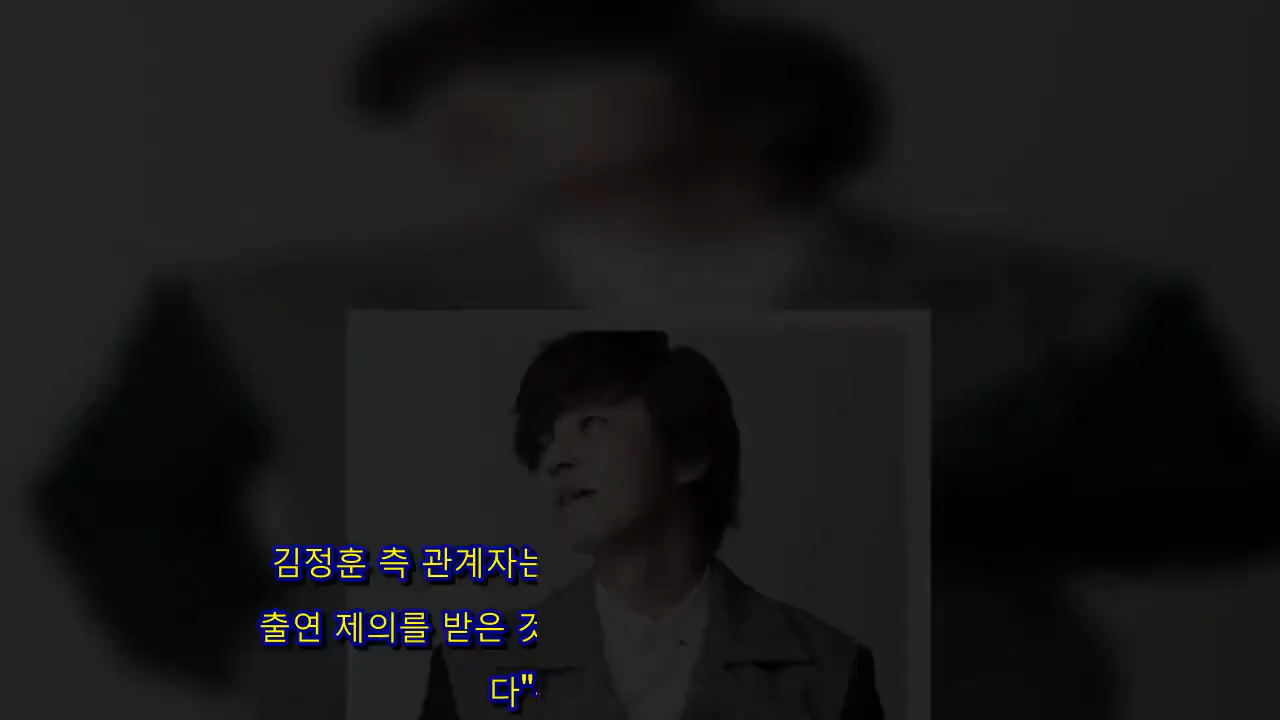 김정훈 측 관계자는
출연 제의를 받은
다"